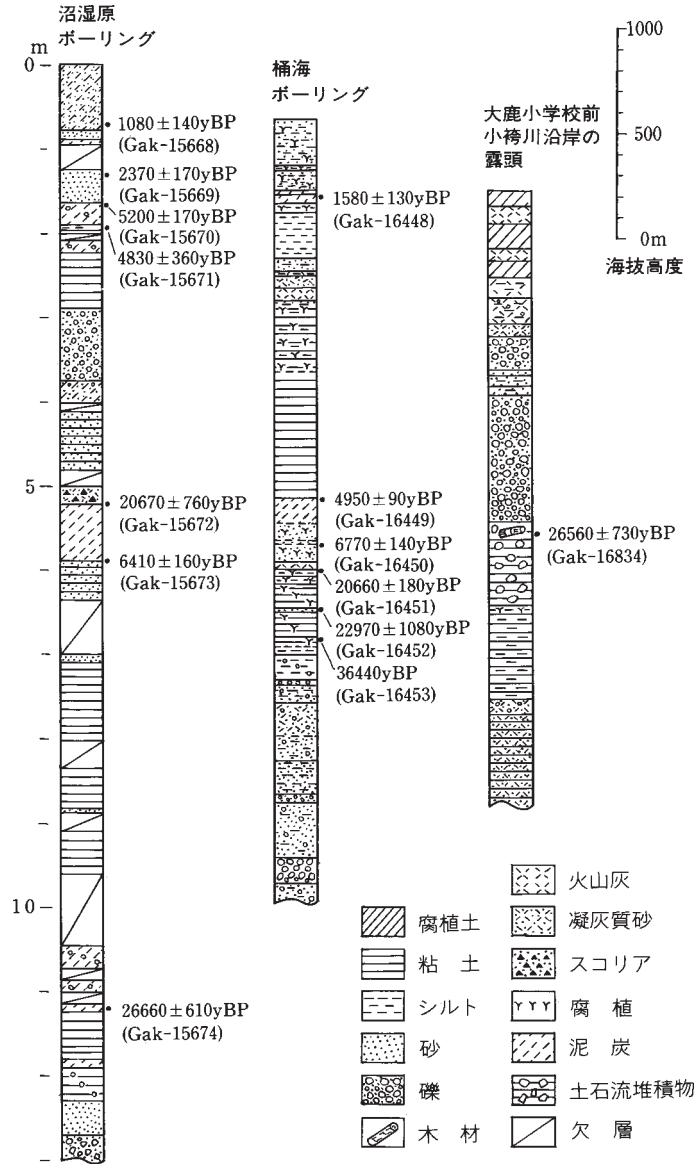 沼湿原
ボーリング
m
0
1080±140yBP
(Gak-15668)
2370±170yBP
(Gak-15669)
5200±170yBP
(Gak-15670)
4830±360yBP
(Gak-15671)
5
20670±760yBP
(Gak-15672)
6410±160yBP
(Gak-15673)
10
26660±610yBP
(Gak-15674)
桶海
ボーリング
1580±130yBP
(Gak-16448)
4950±90yBP
(Gak-16449)
6770±140yBP
(Gak-16450)
20660±180yBP
(Gak-16451)
22970±1080yBP
(Gak-16452)
36440yBP
(Gak-16453)
大鹿小学校前
小袴川沿岸の
露頭
26560±730yBP
(Gak-16834)
1000
500
0m
海抜高度
腐植土
粘 土
シルト
砂
礫
木 材
火山灰
凝灰質砂
スコリア
腐 植
泥 炭
土石流堆積物
欠 層